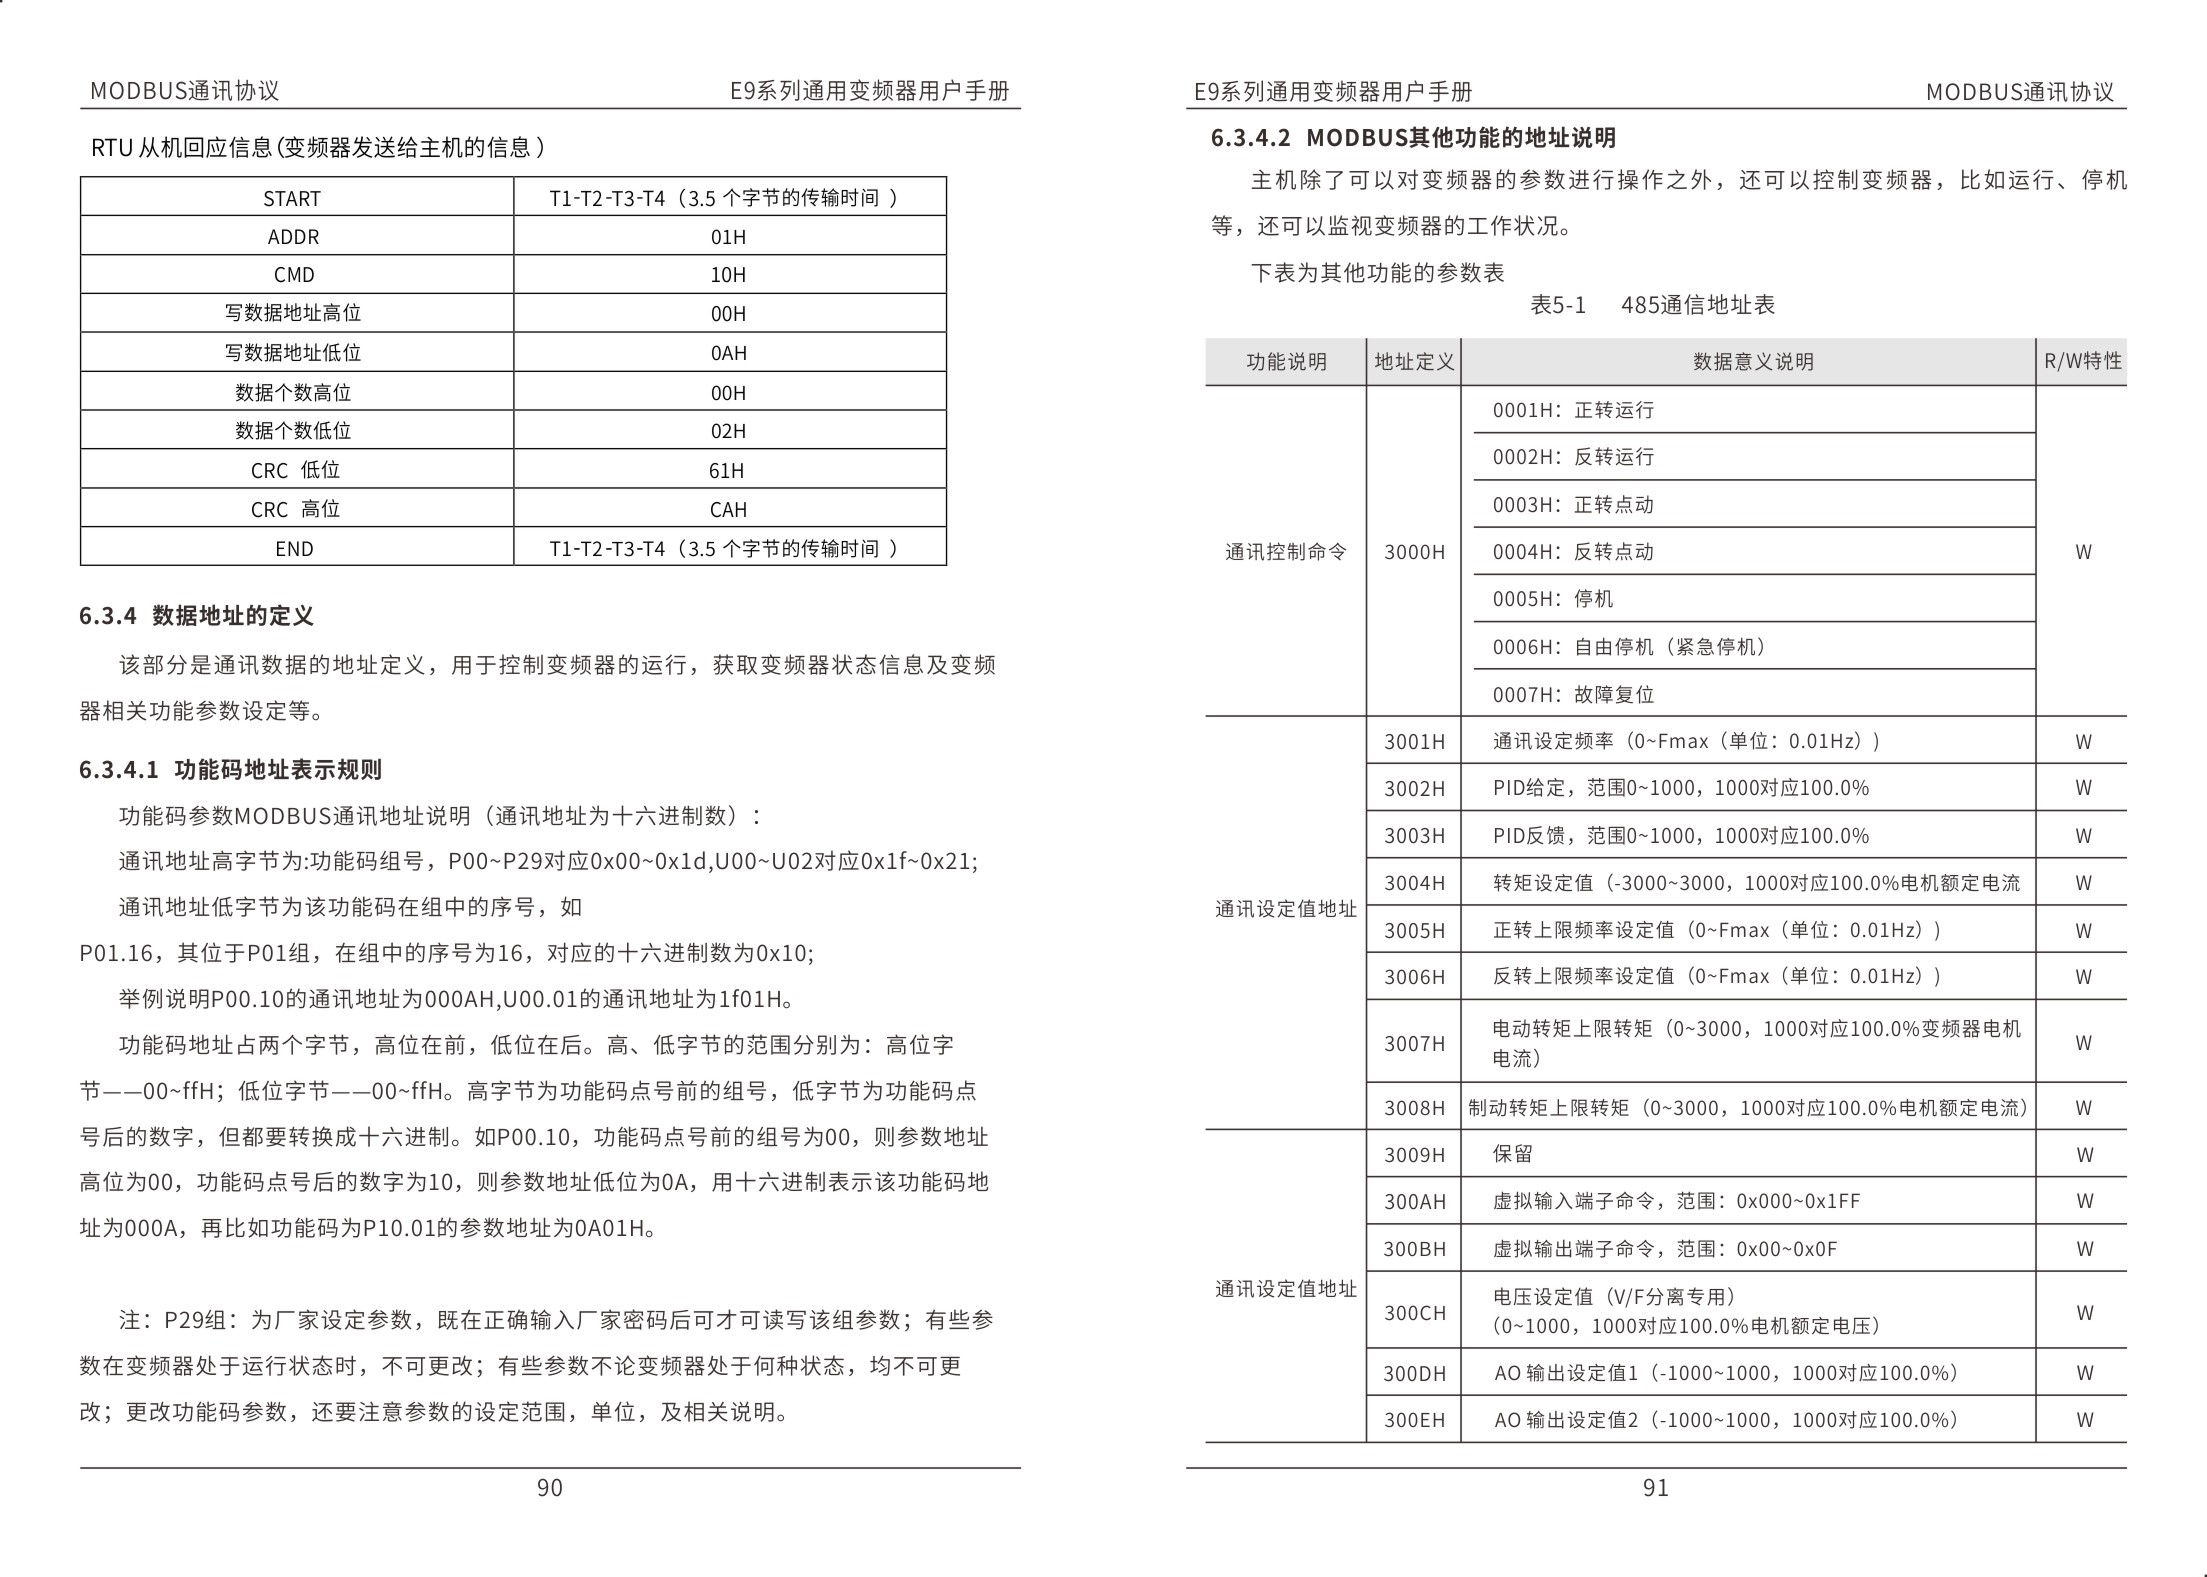 MODBUS通讯协议 E9系列通用变频器用户手册
RTU 从机回应信息(变频器发送给主机的信息 )
START T1-T2-T3-T4（3.5 个字节的传输时间 ）
ADDR 01H
CMD 10H
写数据地址高位 00H
写数据地址低位 0AH
数据个数高位 00H
数据个数低位 02H
CRC 低位 61H
CRC 高位 CAH
END T1-T2-T3-T4（3.5 个字节的传输时间 ）
6.3.4 数据地址的定义
该部分是通讯数据的地址定义，用于控制变频器的运行，获取变频器状态信息及变频
器相关功能参数设定等。
6.3.4.1 功能码地址表示规则
功能码参数MODBUS通讯地址说明（通讯地址为十六进制数）：
通讯地址高字节为:功能码组号，P00~P29对应0x00~0x1d,U00~U02对应0x1f~0x21;
通讯地址低字节为该功能码在组中的序号，如
P01.16，其位于P01组，在组中的序号为16，对应的十六进制数为0x10;
举例说明P00.10的通讯地址为000AH,U00.01的通讯地址为1f01H。
功能码地址占两个字节，高位在前，低位在后。高、低字节的范围分别为：高位字
节——00~ffH；低位字节——00~ffH。高字节为功能码点号前的组号，低字节为功能码点
号后的数字，但都要转换成十六进制。如P00.10，功能码点号前的组号为00，则参数地址
高位为00，功能码点号后的数字为10，则参数地址低位为0A，用十六进制表示该功能码地
址为000A，再比如功能码为P10.01的参数地址为0A01H。
注：P29组：为厂家设定参数，既在正确输入厂家密码后可才可读写该组参数；有些参
数在变频器处于运行状态时，不可更改；有些参数不论变频器处于何种状态，均不可更
改；更改功能码参数，还要注意参数的设定范围，单位，及相关说明。
90
E9系列通用变频器用户手册 MODBUS通讯协议
6.3.4.2 MODBUS其他功能的地址说明
主机除了可以对变频器的参数进行操作之外，还可以控制变频器，比如运行、停机
等，还可以监视变频器的工作状况。
下表为其他功能的参数表
表5-1 485通信地址表
功能说明 地址定义 数据意义说明 R/W特性
0001H：正转运行
0002H：反转运行
0003H：正转点动
通讯控制命令 3000H 0004H：反转点动 W
0005H：停机
0006H：自由停机（紧急停机）
0007H：故障复位
3001H 通讯设定频率（0~Fmax（单位：0.01Hz）) W
3002H PID给定，范围0~1000，1000对应100.0% W
3003H PID反馈，范围0~1000，1000对应100.0% W
3004H 转矩设定值（-3000~3000，1000对应100.0%电机额定电流 W
通讯设定值地址
3005H 正转上限频率设定值（0~Fmax（单位：0.01Hz）) W
3006H 反转上限频率设定值（0~Fmax（单位：0.01Hz）) W
3007H 电动转矩上限转矩（0~3000，1000对应100.0%变频器电机 W
电流）
3008H 制动转矩上限转矩（0~3000，1000对应100.0%电机额定电流） W
3009H 保留 W
300AH 虚拟输入端子命令，范围：0x000~0x1FF W
300BH 虚拟输出端子命令，范围：0x00~0x0F W
通讯设定值地址
300CH 电压设定值（V/F分离专用） W
（0~1000，1000对应100.0%电机额定电压）
300DH AO 输出设定值1（-1000~1000，1000对应100.0%） W
300EH AO 输出设定值2（-1000~1000，1000对应100.0%） W
91